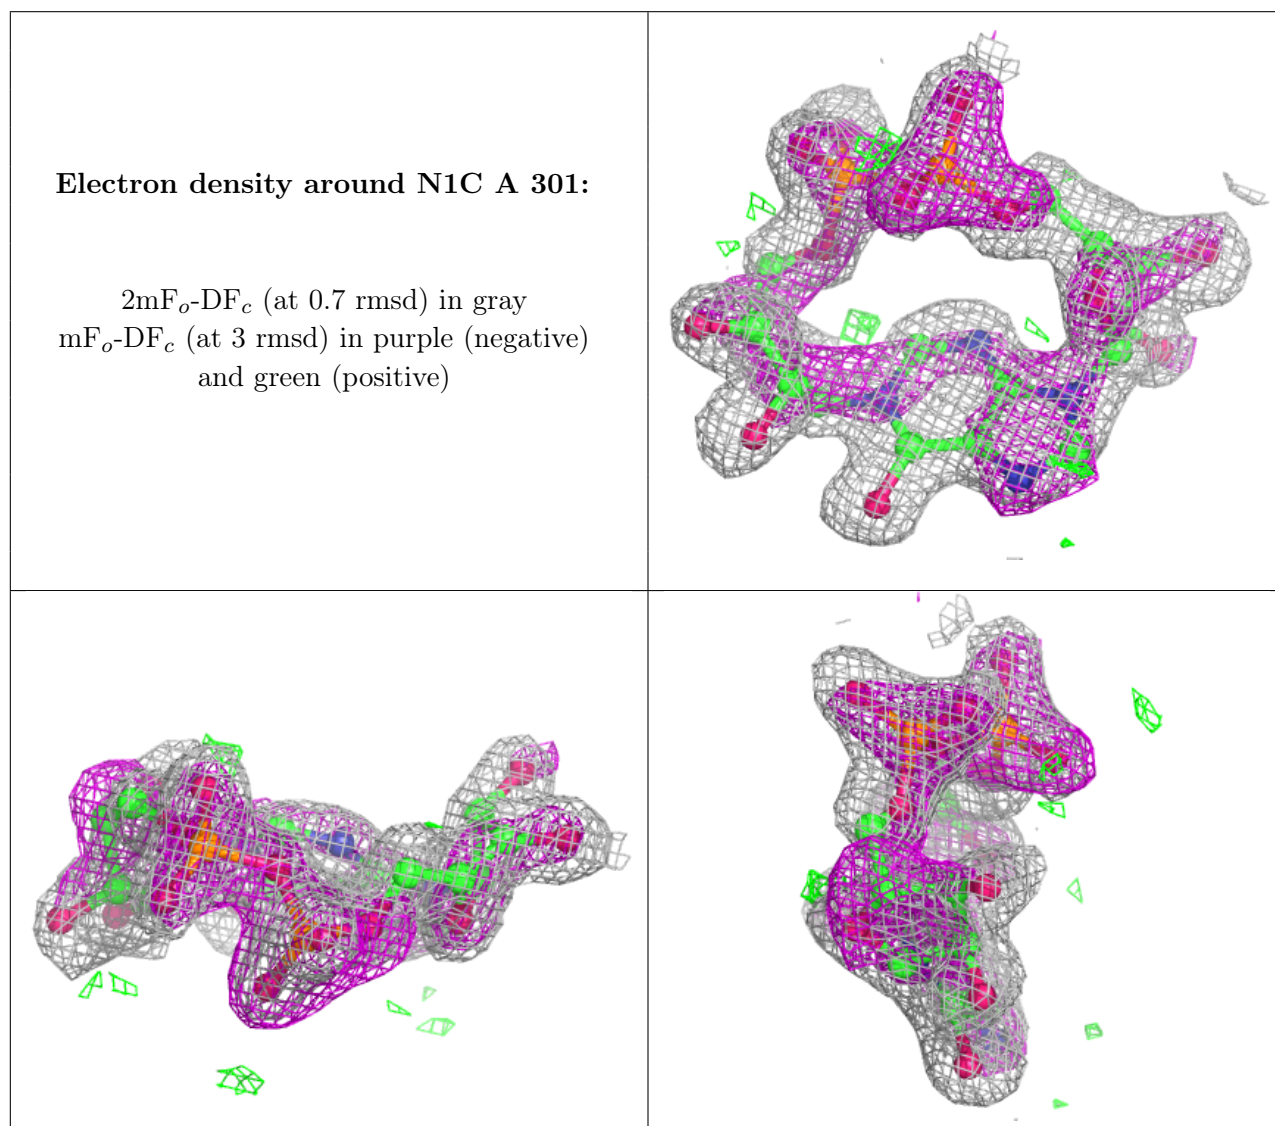 Electron density around N1C A 301:
2mFo-DFc (at 0.7 rmsd) in gray
mFo-DFc (at 3 rmsd) in purple (negative)
and green (positive)